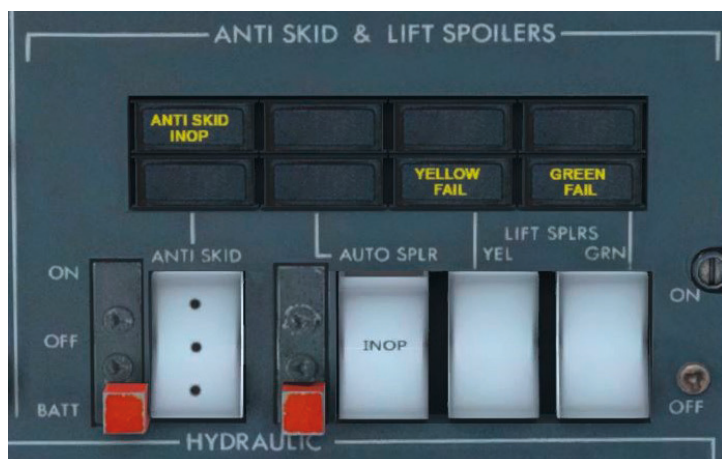 ANTI SKID & LIFT SPOILERS
ANTI SKID
INOP
YELLOW
FAIL
GREEN
FAIL
LIFT SPLRS
ANTI SKID
AUTO SPLR
YEL
GRN
ON
OFF
BATT
INOP
ON
OFF
HYDRAULIC